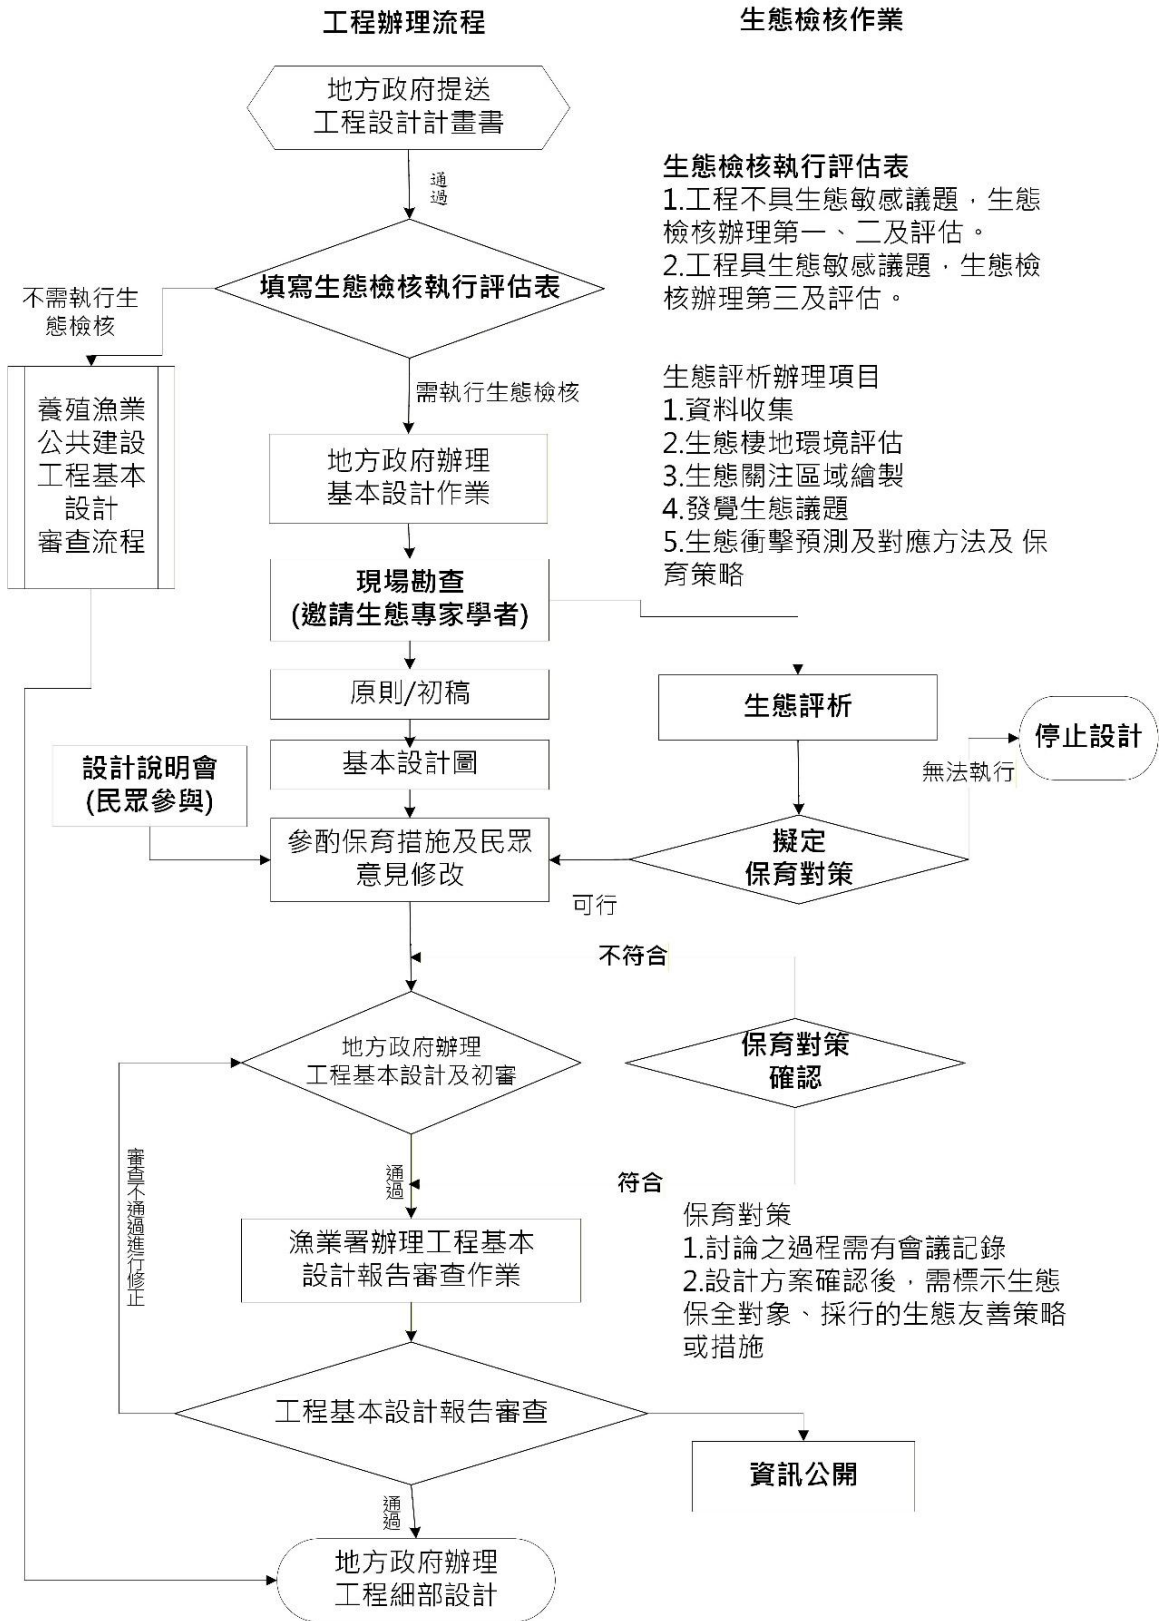 工程辦理流程
生態檢核作業
地方政府提送
工程設計計畫書
通過
生態檢核執行評估表
1.工程不具生態敏感議題，生態
檢核辦理第一、二及評估。
2.工程具生態敏感議題，生態檢
核辦理第三及評估。
填寫生態檢核執行評估表
不需執行生
態檢核
需執行生態檢核
養殖漁業
公共建設
工程基本
設計
審查流程
生態評析辦理項目
1.資料收集
2.生態棲地環境評估
3.生態關注區域繪製
4.發覺生態議題
5.生態衝擊預測及對應方法及 保
育策略
地方政府辦理
基本設計作業
現場勘查
(邀請生態專家學者)
原則/初稿
生態評析
停止設計
無法執行
基本設計圖
設計說明會
(民眾參與)
參酌保育措施及民眾
意見修改
擬定
保育對策
可行
不符合
地方政府辦理
工程基本設計及初審
保育對策
確認
審查不通過進行修正
通過
符合
保育對策
1.討論之過程需有會議記錄
2.設計方案確認後，需標示生態
保全對象、採行的生態友善策略
或措施
漁業署辦理工程基本
設計報告審查作業
工程基本設計報告審查
資訊公開
通過
地方政府辦理
工程細部設計